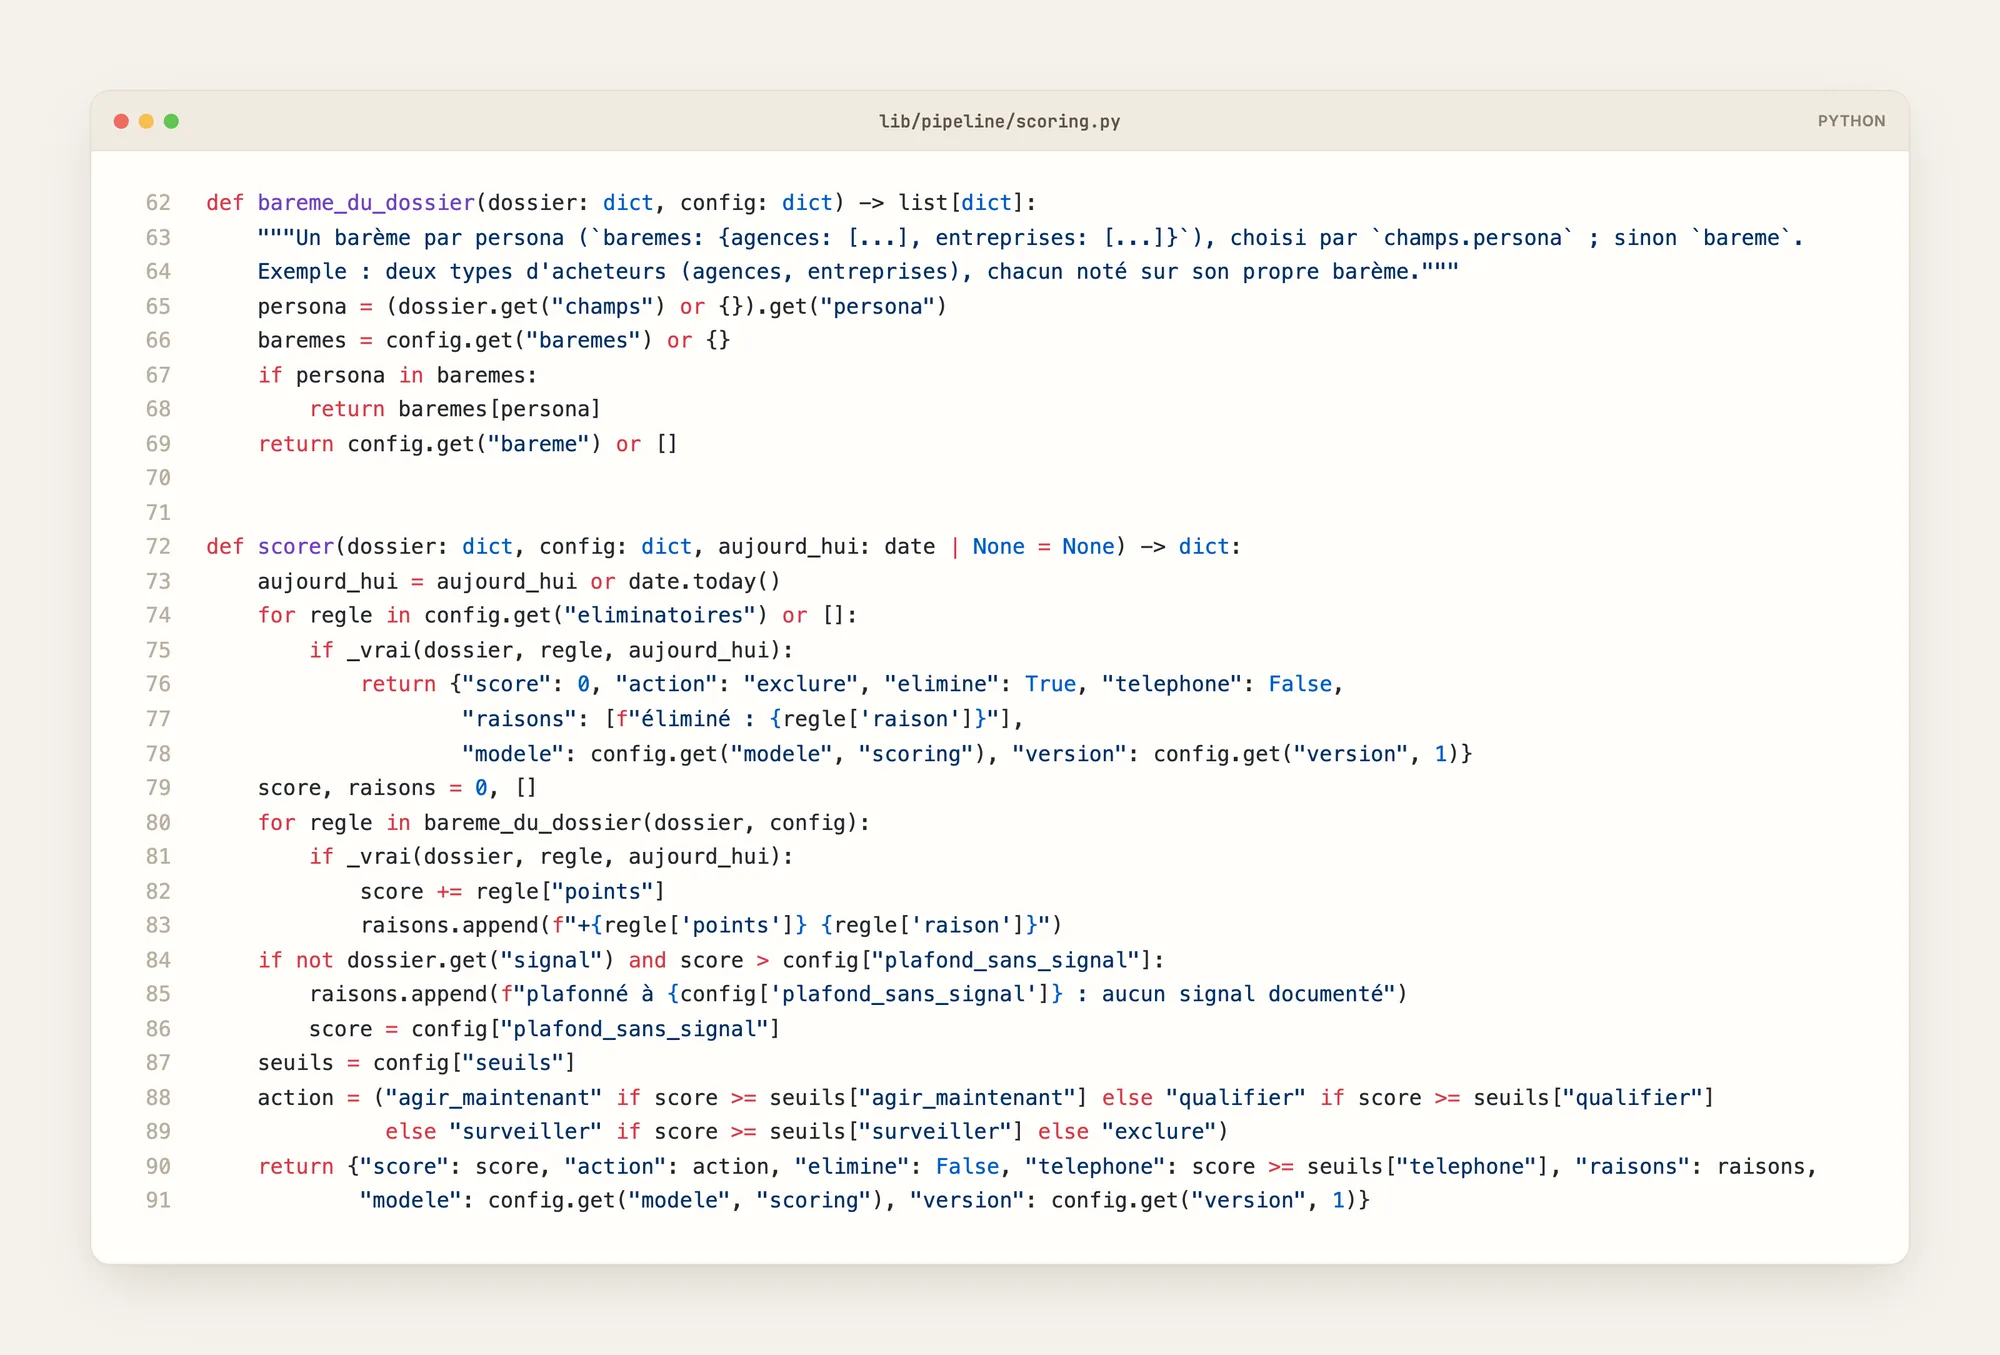 lib/pipeline/scoring.py
PYTHON
62 def bareme_du_dossier(dossier: dict, config: dict) -> list[dict]:
63     """Un barème par persona (`baremes: {agences: [...], entreprises: [...]}`), choisi par `champs.persona` ; sinon `bareme`.
64     Exemple : deux types d'acheteurs (agences, entreprises), chacun noté sur son propre barème."""
65     persona = (dossier.get("champs") or {}).get("persona")
66     baremes = config.get("baremes") or {}
67     if persona in baremes:
68         return baremes[persona]
69     return config.get("bareme") or []
70
71
72 def scorer(dossier: dict, config: dict, aujourd_hui: date | None = None) -> dict:
73     aujourd_hui = aujourd_hui or date.today()
74     for regle in config.get("eliminatoires") or []:
75         if _vrai(dossier, regle, aujourd_hui):
76             return {"score": 0, "action": "exclure", "elimine": True, "telephone": False,
77                     "raisons": [f"éliminé : {regle['raison']}"],
78                     "modele": config.get("modele", "scoring"), "version": config.get("version", 1)}
79     score, raisons = 0, []
80     for regle in bareme_du_dossier(dossier, config):
81         if _vrai(dossier, regle, aujourd_hui):
82             score += regle["points"]
83             raisons.append(f"+{regle['points']} {regle['raison']}")
84     if not dossier.get("signal") and score > config["plafond_sans_signal"]:
85         raisons.append(f"plafonné à {config['plafond_sans_signal']} : aucun signal documenté")
86         score = config["plafond_sans_signal"]
87     seuils = config["seuils"]
88     action = ("agir_maintenant" if score >= seuils["agir_maintenant"] else "qualifier" if score >= seuils["qualifier"]
89               else "surveiller" if score >= seuils["surveiller"] else "exclure")
90     return {"score": score, "action": action, "elimine": False, "telephone": score >= seuils["telephone"], "raisons": raisons,
91             "modele": config.get("modele", "scoring"), "version": config.get("version", 1)}